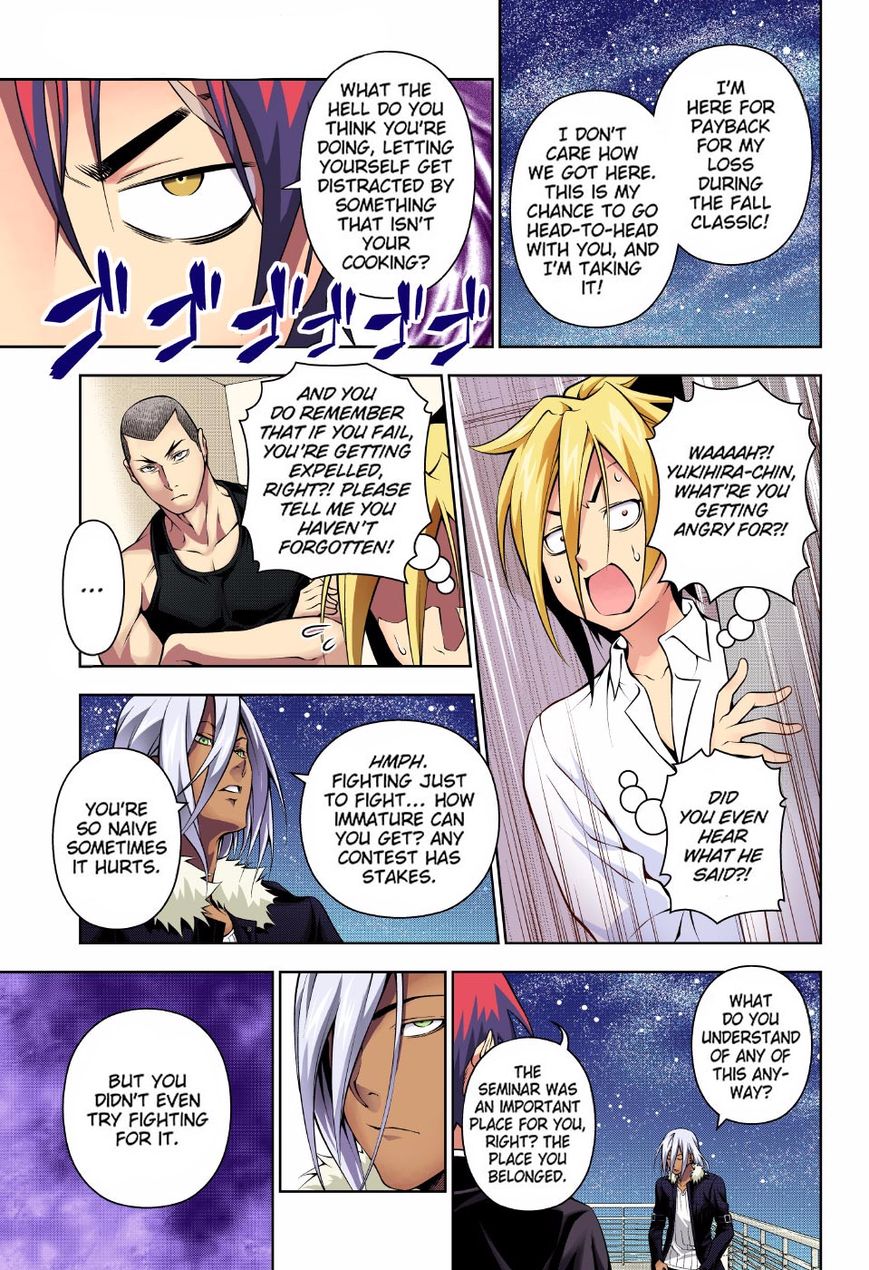 I'M
HERE FOR
PAYBACK
FOR MY
LOSS
DURING
THE FALL
CLASSIC!
I DON'T
CARE HOW
WE GOT HERE.
THIS IS MY
CHANCE TO GO
HEAD-TO-HEAD
WITH YOU, AND
I'M TAKING
IT!
WHAT THE
HELL DO YOU
THINK YOU'RE
DOING, LETTING
YOURSELF GET
DISTRACTED BY
SOMETHING
THAT ISN'T
YOUR
COOKING?
ゴゴゴゴゴゴ
WAAAAH?!
YUKIHIRA-CHIN,
WHAT'RE YOU
GETTING
ANGRY FOR?!
DID
YOU EVEN
HEAR
WHAT HE
SAID?!
AND YOU
DO REMEMBER
THAT IF YOU FAIL,
YOU'RE GETTING
EXPELLED,
RIGHT?! PLEASE
TELL ME YOU
HAVEN'T
FORGOTTEN!
...
HMPH.
FIGHTING JUST
TO FIGHT... HOW
IMMATURE CAN
YOU GET? ANY
CONTEST HAS
STAKES.
YOU'RE
SO NAIVE
SOMETIMES
IT HURTS.
WHAT
DO YOU
UNDERSTAND
OF ANY OF
THIS ANY-
WAY?
THE
SEMINAR WAS
AN IMPORTANT
PLACE FOR YOU,
RIGHT? THE
PLACE YOU
BELONGED.
BUT YOU
DIDN'T EVEN
TRY FIGHTING
FOR IT.